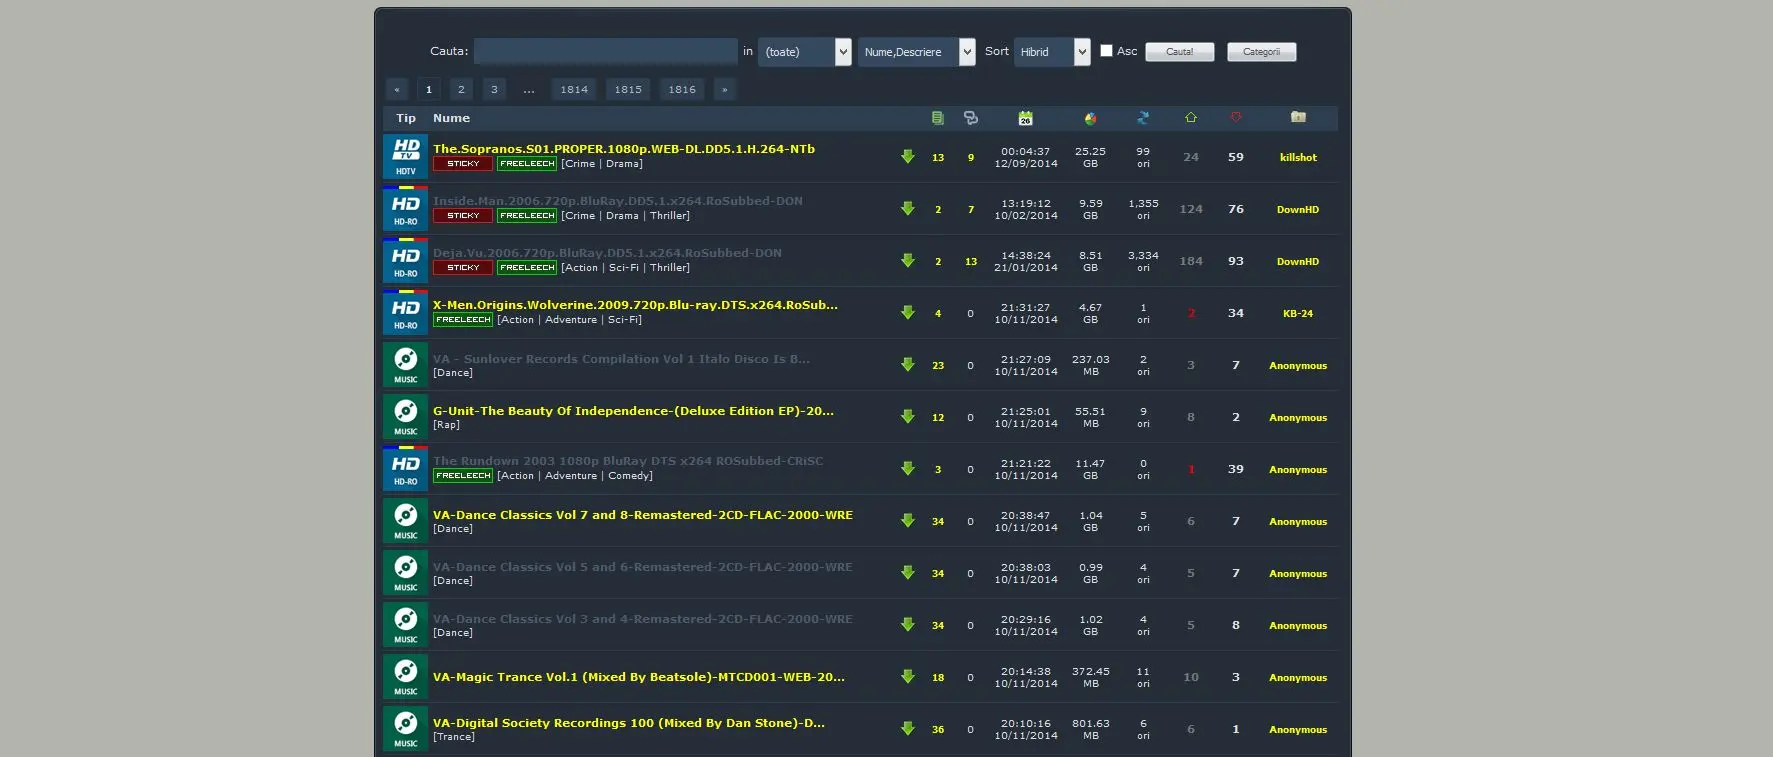 Cauta: in (toate) Nume,Descriere Sort Hibrid Asc Cauta! Categorii
« 1 2 3 ... 1814 1815 1816 »
Tip Nume 26
HD TV HDTV The.Sopranos.S01.PROPER.1080p.WEB-DL.DD5.1.H.264-NTb
STICKY FREELEECH [Crime | Drama] 13 9 00:04:37 12/09/2014 25.25 GB 99 ori 24 59 killshot
HD HD-RO Inside.Man.2006.720p.BluRay.DD5.1.x264.RoSubbed-DON
STICKY FREELEECH [Crime | Drama | Thriller] 2 7 13:19:12 10/02/2014 9.59 GB 1,355 ori 124 76 DownHD
HD HD-RO Deja.Vu.2006.720p.BluRay.DD5.1.x264.RoSubbed-DON
STICKY FREELEECH [Action | Sci-Fi | Thriller] 2 13 14:38:24 21/01/2014 8.51 GB 3,334 ori 184 93 DownHD
HD HD-RO X-Men.Origins.Wolverine.2009.720p.Blu-ray.DTS.x264.RoSub...
FREELEECH [Action | Adventure | Sci-Fi] 4 0 21:31:27 10/11/2014 4.67 GB 1 ori 2 34 KB-24
MUSIC VA - Sunlover Records Compilation Vol 1 Italo Disco Is B...
[Dance] 23 0 21:27:09 10/11/2014 237.03 MB 2 ori 3 7 Anonymous
MUSIC G-Unit-The Beauty Of Independence-(Deluxe Edition EP)-20...
[Rap] 12 0 21:25:01 10/11/2014 55.51 MB 9 ori 8 2 Anonymous
HD HD-RO The Rundown 2003 1080p BluRay DTS x264 ROSubbed-CRiSC
FREELEECH [Action | Adventure | Comedy] 3 0 21:21:22 10/11/2014 11.47 GB 0 ori 1 39 Anonymous
MUSIC VA-Dance Classics Vol 7 and 8-Remastered-2CD-FLAC-2000-WRE
[Dance] 34 0 20:38:47 10/11/2014 1.04 GB 5 ori 6 7 Anonymous
MUSIC VA-Dance Classics Vol 5 and 6-Remastered-2CD-FLAC-2000-WRE
[Dance] 34 0 20:38:03 10/11/2014 0.99 GB 4 ori 5 7 Anonymous
MUSIC VA-Dance Classics Vol 3 and 4-Remastered-2CD-FLAC-2000-WRE
[Dance] 34 0 20:29:16 10/11/2014 1.02 GB 4 ori 5 8 Anonymous
MUSIC VA-Magic Trance Vol.1 (Mixed By Beatsole)-MTCD001-WEB-20... 18 0 20:14:38 10/11/2014 372.45 MB 11 ori 10 3 Anonymous
MUSIC VA-Digital Society Recordings 100 (Mixed By Dan Stone)-D...
[Trance] 36 0 20:10:16 10/11/2014 801.63 MB 6 ori 6 1 Anonymous